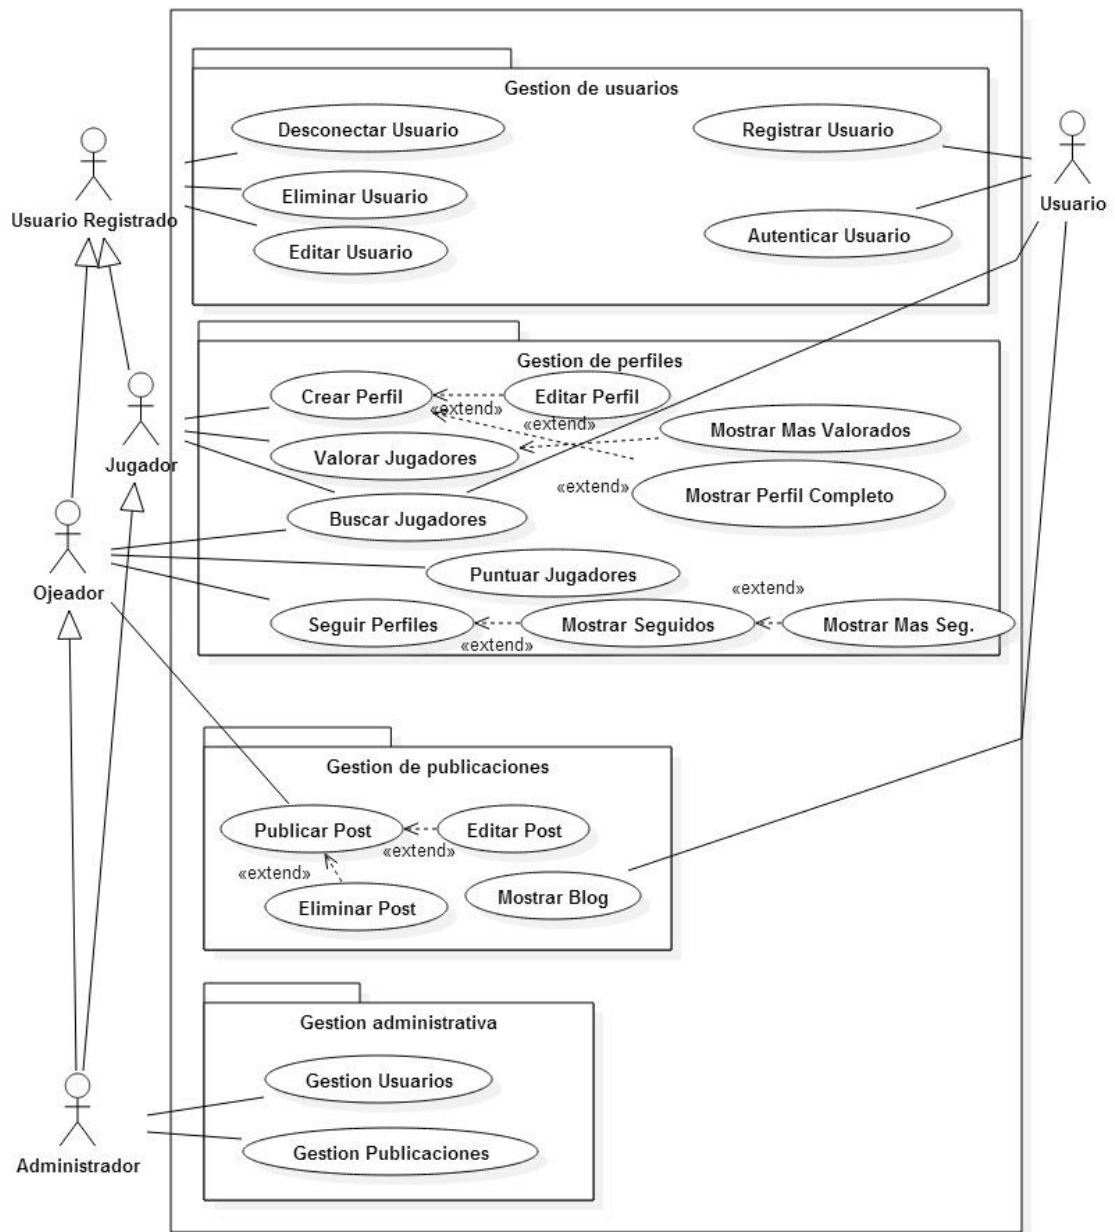 Gestion de usuarios
Desconectar Usuario
Registrar Usuario
Eliminar Usuario
Usuario Registrado
Usuario
Editar Usuario
Autenticar Usuario
Gestion de perfiles
Crear Perfil
Editar Perfil
«extend»
«extend»
Mostrar Mas Valorados
Jugador
Valorar Jugadores
«extend»
Mostrar Perfil Completo
Buscar Jugadores
Ojeador
Puntuar Jugadores
«extend»
Seguir Perfiles
Mostrar Seguidos
Mostrar Mas Seg.
«extend»
Gestion de publicaciones
Publicar Post
Editar Post
«extend»
«extend»
Mostrar Blog
Eliminar Post
Gestion administrativa
Gestion Usuarios
Gestion Publicaciones
Administrador